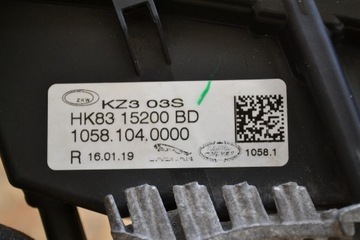 KZ3 03S
HK83 15200 BD
1058.104.0000
R 16.01.19
1058.1